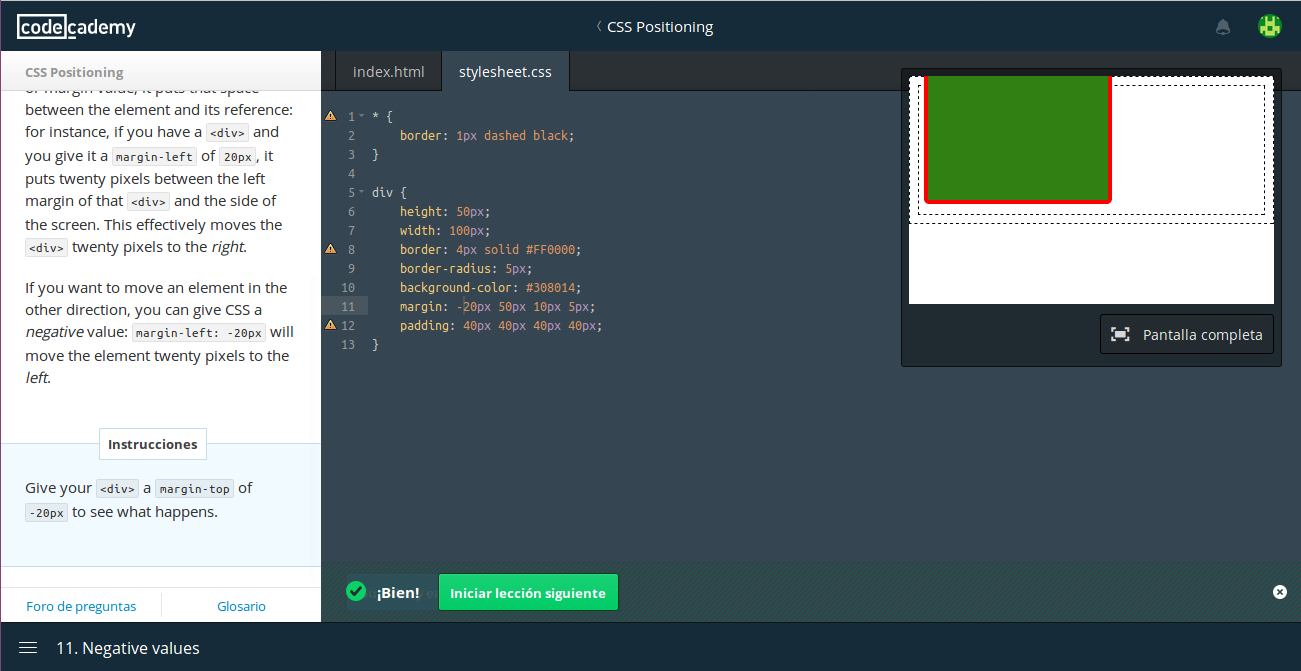 codecademy
CSS Positioning
CSS Positioning
or margin value, it puts that space
between the element and its reference:
for instance, if you have a <div> and
you give it a margin-left of 20px, it
puts twenty pixels between the left
margin of that <div> and the side of
the screen. This effectively moves the
<div> twenty pixels to the right.
If you want to move an element in the
other direction, you can give CSS a
negative value: margin-left: -20px will
move the element twenty pixels to the
left.
Instrucciones
Give your <div> a margin-top of
-20px to see what happens.
Foro de preguntas
Glosario
index.html
stylesheet.css
1 * {
2 border: 1px dashed black;
3 }
4
5 div {
6 height: 50px;
7 width: 100px;
8 border: 4px solid #FF0000;
9 border-radius: 5px;
10 background-color: #308014;
11 margin: -20px 50px 10px 5px;
12 padding: 40px 40px 40px 40px;
13 }
Pantalla completa
¡Bien!
Iniciar lección siguiente
11. Negative values